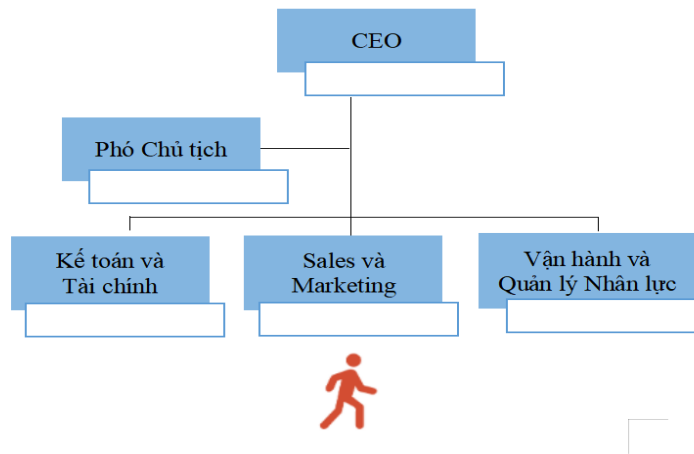 CEO
Phó Chủ tịch
Kế toán và
Tài chính
Sales và
Marketing
Vận hành và
Quản lý Nhân lực